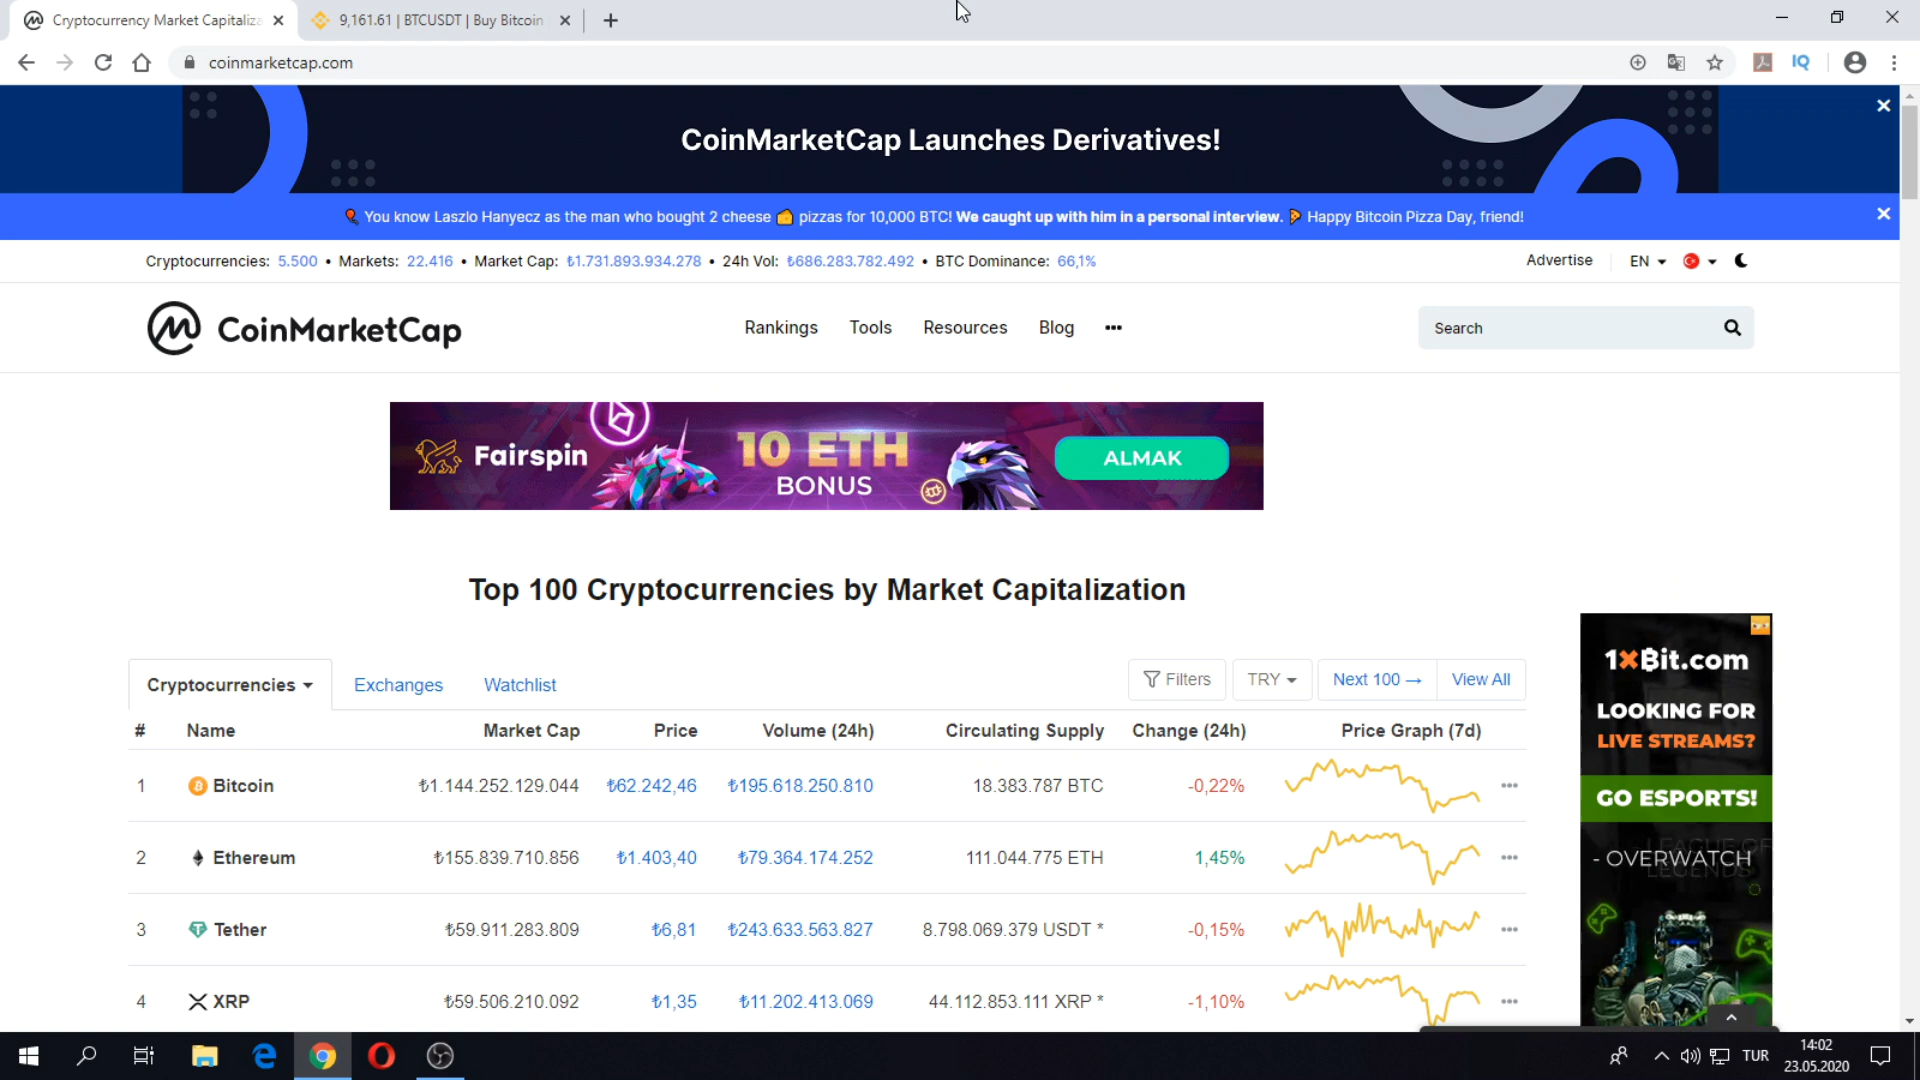 Cryptocurrency Market Capitaliza
9,161.61 | BTCUSDT | Buy Bitcoin
coinmarketcap.com
IQ
CoinMarketCap Launches Derivatives!
You know Laszlo Hanyecz as the man who bought 2 cheese 🧀 pizzas for 10,000 BTC! We caught up with him in a personal interview. 🍕 Happy Bitcoin Pizza Day, friend!
Cryptocurrencies: 5.500 • Markets: 22.416 • Market Cap: ₺1.731.893.934.278 • 24h Vol: ₺686.283.782.492 • BTC Dominance: 66,1%
Advertise EN
CoinMarketCap
Rankings Tools Resources Blog
Search
Fairspin
10 ETH
BONUS
ALMAK
Top 100 Cryptocurrencies by Market Capitalization
Cryptocurrencies Exchanges Watchlist
Filters TRY Next 100 → View All
# Name Market Cap Price Volume (24h) Circulating Supply Change (24h) Price Graph (7d)
1 Bitcoin ₺1.144.252.129.044 ₺62.242,46 ₺195.618.250.810 18.383.787 BTC -0,22%
2 Ethereum ₺155.839.710.856 ₺1.403,40 ₺79.364.174.252 111.044.775 ETH 1,45%
3 Tether ₺59.911.283.809 ₺6,81 ₺243.633.563.827 8.798.069.379 USDT * -0,15%
4 XRP ₺59.506.210.092 ₺1,35 ₺11.202.413.069 44.112.853.111 XRP * -1,10%
1XBit.com
LOOKING FOR
LIVE STREAMS?
GO ESPORTS!
- OVERWATCH
LEAGUE OF
LEGENDS
TUR
14:02
23.05.2020